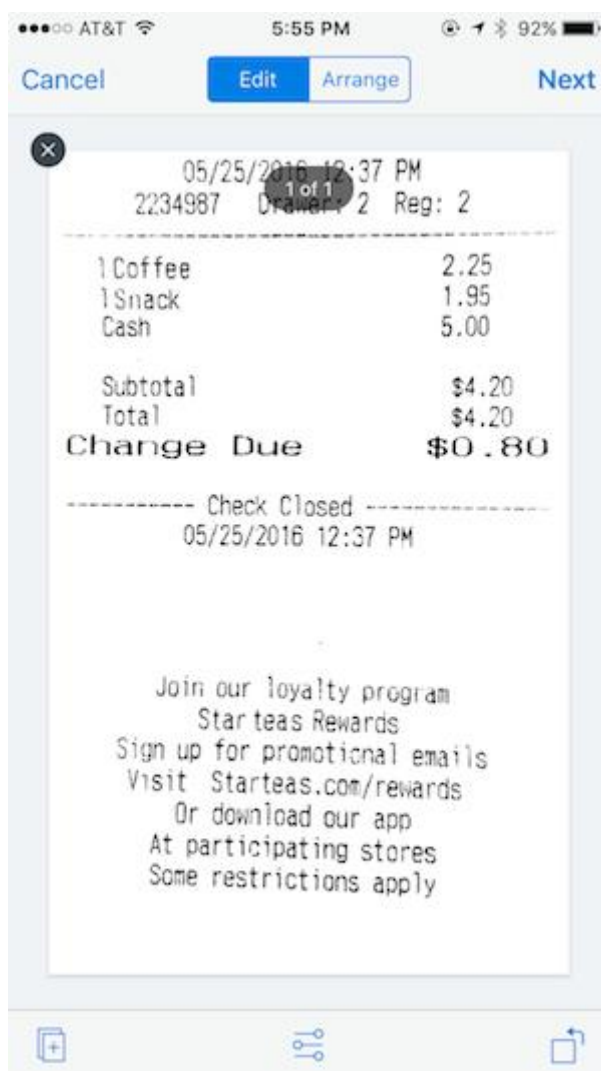 AT&T 5:55 PM 92%
Cancel Edit Arrange Next
05/25/2016 12:37 PM
1 of 1
2234987 Drawer: 2 Reg: 2
1 Coffee 2.25
1 Snack 1.95
Cash 5.00
Subtotal $4.20
Total $4.20
Change Due $0.80
---------- Check Closed ----------
05/25/2016 12:37 PM
Join our loyalty program
Starteas Rewards
Sign up for promotional emails
Visit Starteas.com/rewards
Or download our app
At participating stores
Some restrictions apply